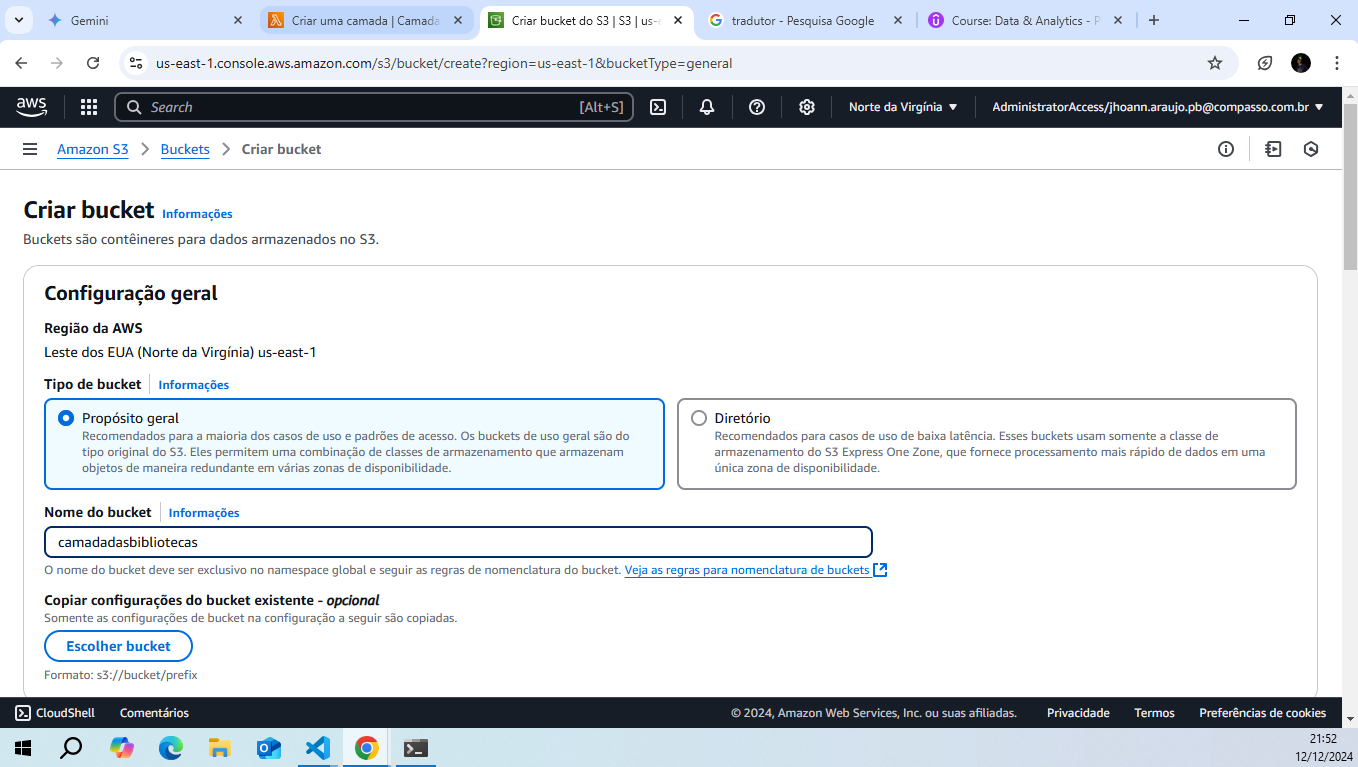 Gemini
Criar uma camada | Camada
Criar bucket do S3 | S3 | us-e
tradutor - Pesquisa Google
Course: Data & Analytics - P
us-east-1.console.aws.amazon.com/s3/bucket/create?region=us-east-1&bucketType=general
aws
Search
[Alt+S]
Norte da Virgínia
AdministratorAccess/jhoann.araujo.pb@compasso.com.br
Amazon S3
Buckets
Criar bucket
Criar bucket
Informações
Buckets são contêineres para dados armazenados no S3.
Configuração geral
Região da AWS
Leste dos EUA (Norte da Virgínia) us-east-1
Tipo de bucket
Informações
Propósito geral
Recomendados para a maioria dos casos de uso e padrões de acesso. Os buckets de uso geral são do
tipo original do S3. Eles permitem uma combinação de classes de armazenamento que armazenam
objetos de maneira redundante em várias zonas de disponibilidade.
Diretório
Recomendados para casos de uso de baixa latência. Esses buckets usam somente a classe de
armazenamento do S3 Express One Zone, que fornece processamento mais rápido de dados em uma
única zona de disponibilidade.
Nome do bucket
Informações
camadadasbibliotecas
O nome do bucket deve ser exclusivo no namespace global e seguir as regras de nomenclatura do bucket. Veja as regras para nomenclatura de buckets
Copiar configurações do bucket existente - opcional
Somente as configurações de bucket na configuração a seguir são copiadas.
Escolher bucket
Formato: s3://bucket/prefix
CloudShell
Comentários
© 2024, Amazon Web Services, Inc. ou suas afiliadas.
Privacidade
Termos
Preferências de cookies
21:52
12/12/2024